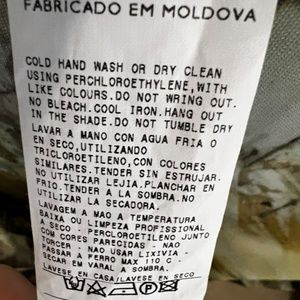 FABRICADO EM MOLDOVA
COLD HAND WASH OR DRY CLEAN
USING PERCHLOROETHYLENE,WITH
LIKE COLOURS.DO NOT WRING OUT.
NO BLEACH.COOL IRON.HANG OUT
IN THE SHADE.DO NOT TUMBLE DRY
LAVAR A MANO CON AGUA FRIA O
EN SECO,UTILIZANDO
TRICLOROETILENO,CON COLORES
SIMILARES.TENDER SIN ESTRUJAR.
NO UTILIZAR LEJIA.PLANCHAR EN
FRIO.TENDER A LA SOMBRA.NO
UTILIZAR LA SECADORA.
LAVAGEM A MAO A TEMPERATURA
BAIXA OU LIMPEZA PROFISSIONAL
A SECO - PERCLOROETILENO JUNTO
COM CORES PARECIDAS - NAO
TORCER - NAO USAR LIXIVIA -
PASSAR A FERRO MAX 110 C -
SECAR EM VARAL A SOMBRA.
LAVESE EN CASA/LAVESE EN SECO